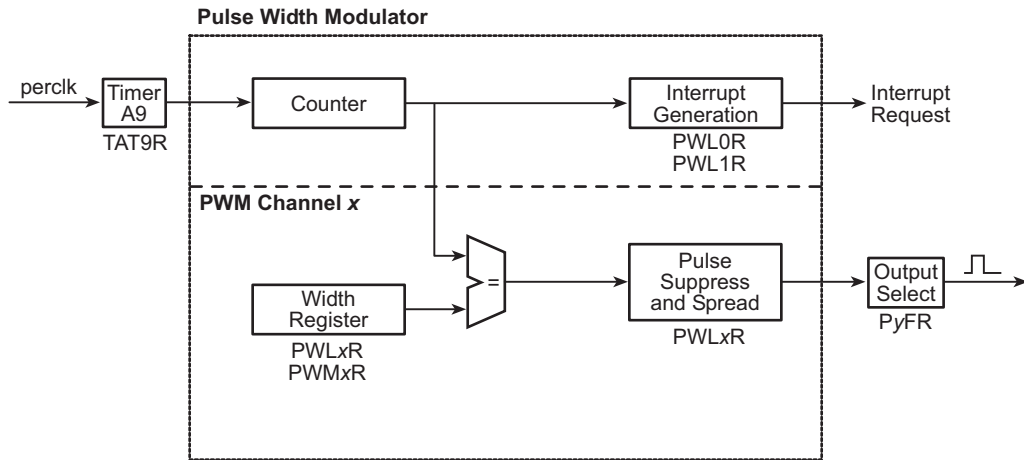 Pulse Width Modulator
perclk
Timer
A9
TAT9R
Counter
Interrupt
Generation
PWL0R
PWL1R
Interrupt
Request
PWM Channel x
Width
Register
PWLxR
PWMxR
=
Pulse
Suppress
and Spread
PWLxR
Output
Select
PyFR